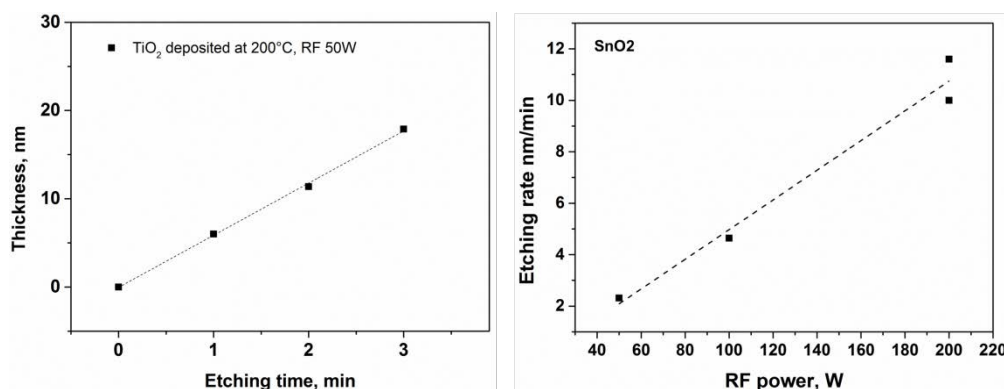 30
20
10
0
Thickness, nm
TiO₂ deposited at 200°C, RF 50W
0 1 2 3
Etching time, min
12
10
8
6
4
2
Etching rate nm/min
SnO2
40 60 80 100 120 140 160 180 200 220
RF power, W